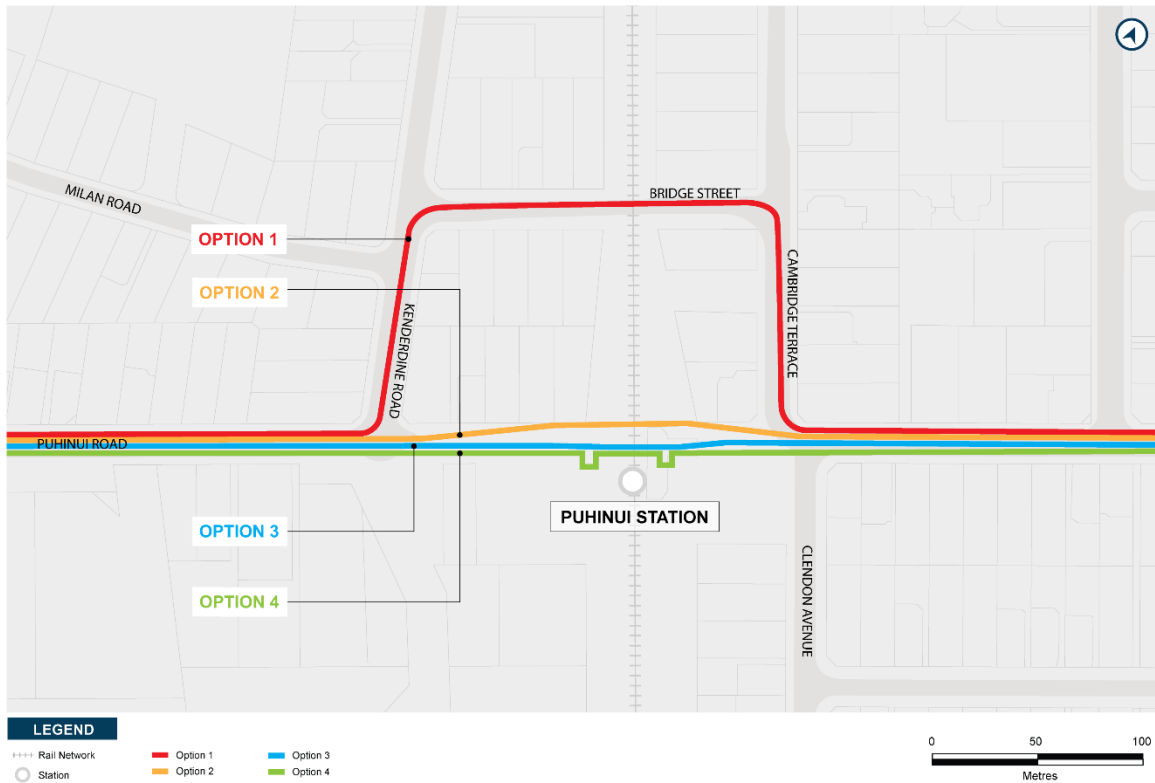 BRIDGE STREET
MILAN ROAD
OPTION 1
OPTION 2
KENDERDINE ROAD
CAMBRIDGE TERRACE
PUHINUI ROAD
PUHINUI STATION
OPTION 3
CLENDON AVENUE
OPTION 4
LEGEND
Rail Network
Option 1
Option 3
Station
Option 2
Option 4
0 50 100
Metres